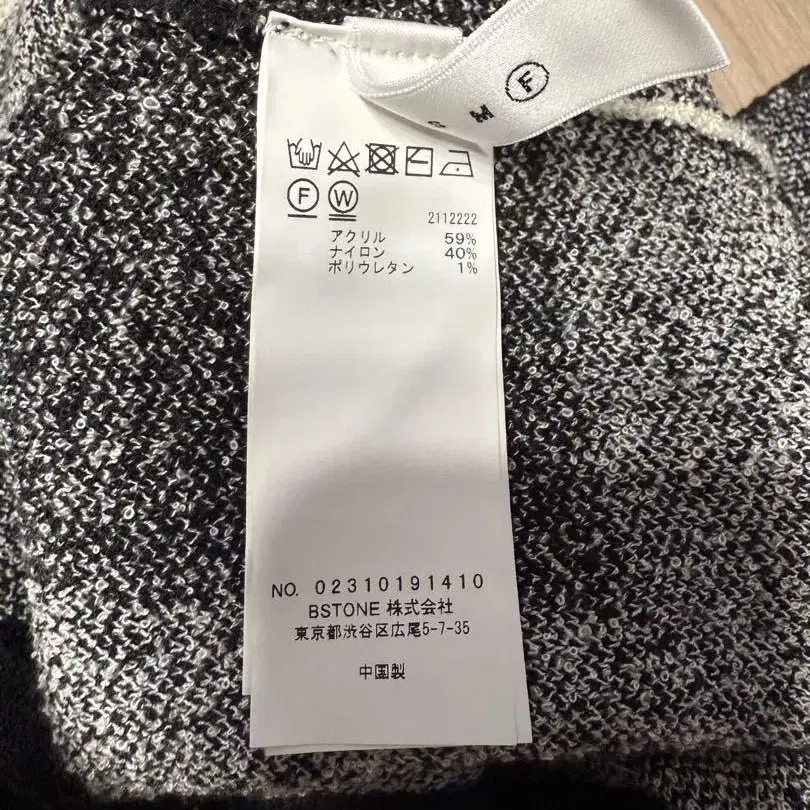 S M F
F W
2112222
アクリル 59%
ナイロン 40%
ポリウレタン 1%
NO. 02310191410
BSTONE 株式会社
東京都渋谷区広尾5-7-35
中国製